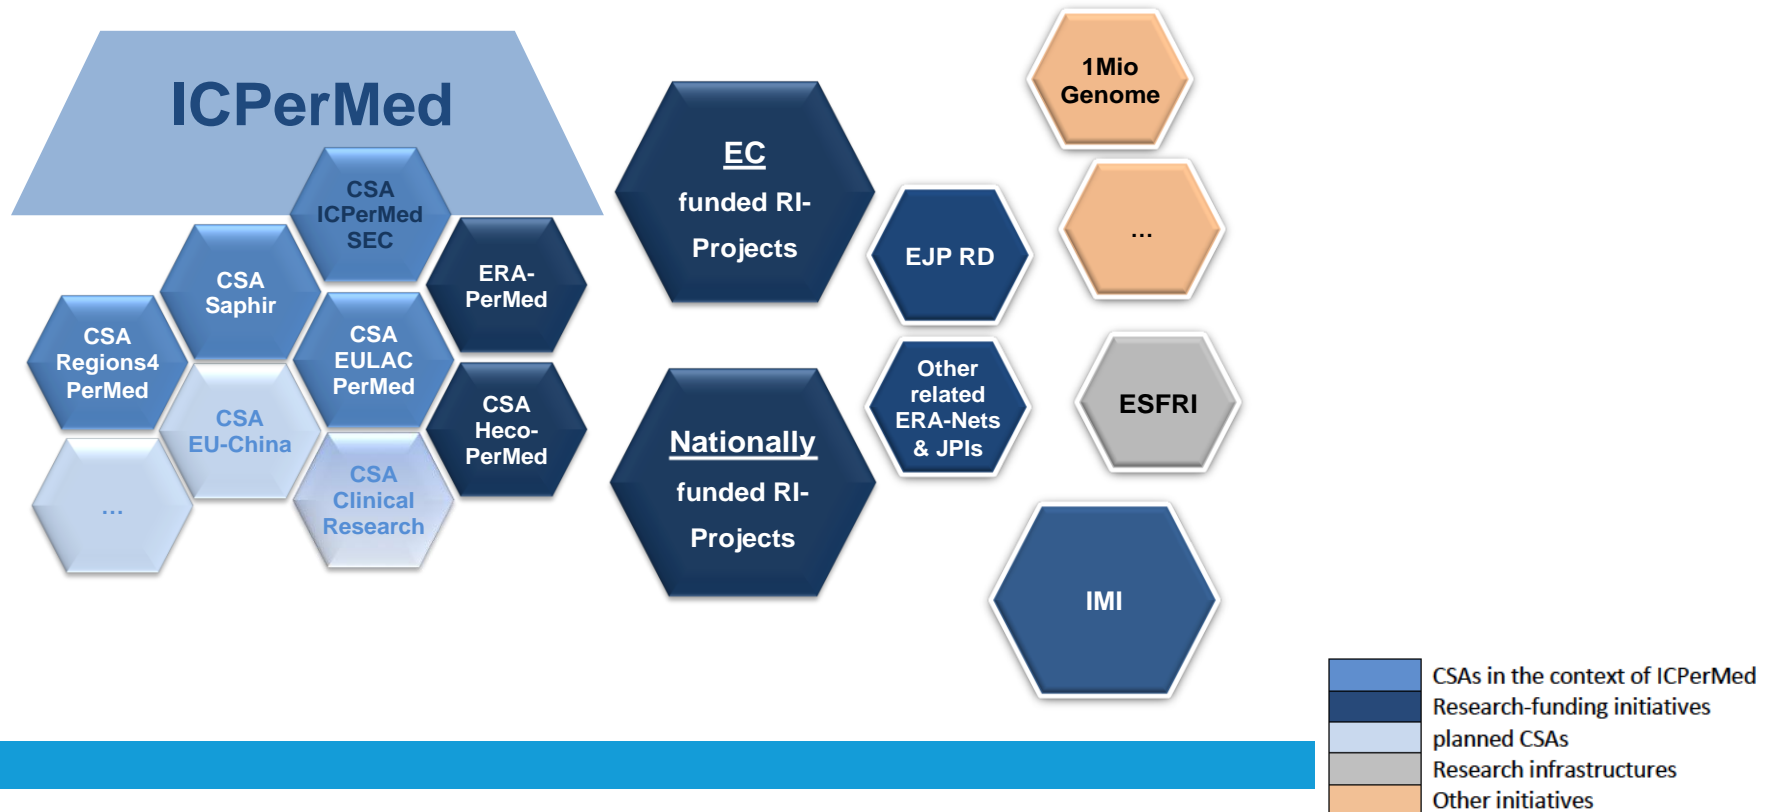 ICPerMed
CSA
ICPerMed
SEC
CSA
Saphir
ERA-
PerMed
CSA
Regions4
PerMed
CSA
EULAC
PerMed
CSA
EU-China
CSA
Heco-
PerMed
...
CSA
Clinical
Research
EC
funded RI-
Projects
Nationally
funded RI-
Projects
EJP RD
Other
related
ERA-Nets
& JPIs
1Mio
Genome
...
ESFRI
IMI
CSAs in the context of ICPerMed
Research-funding initiatives
planned CSAs
Research infrastructures
Other initiatives